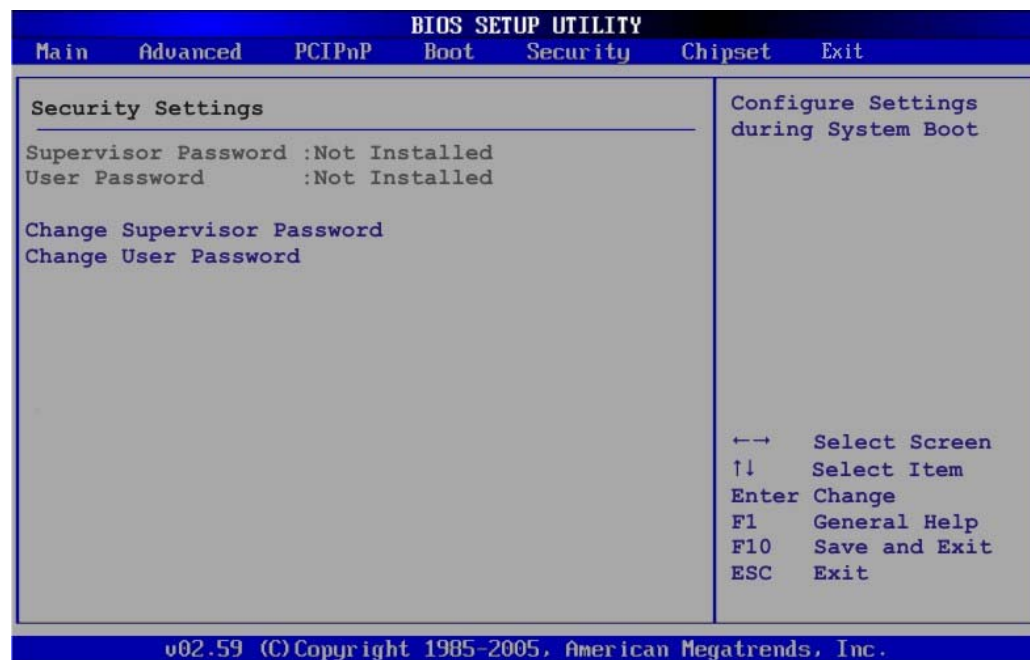 BIOS SETUP UTILITY
Main Advanced PCIPnP Boot Security Chipset Exit
Security Settings
Supervisor Password :Not Installed
User Password :Not Installed
Change Supervisor Password
Change User Password
Configure Settings
during System Boot
←→ Select Screen
↑↓ Select Item
Enter Change
F1 General Help
F10 Save and Exit
ESC Exit
v02.59 (C)Copyright 1985-2005, American Megatrends, Inc.